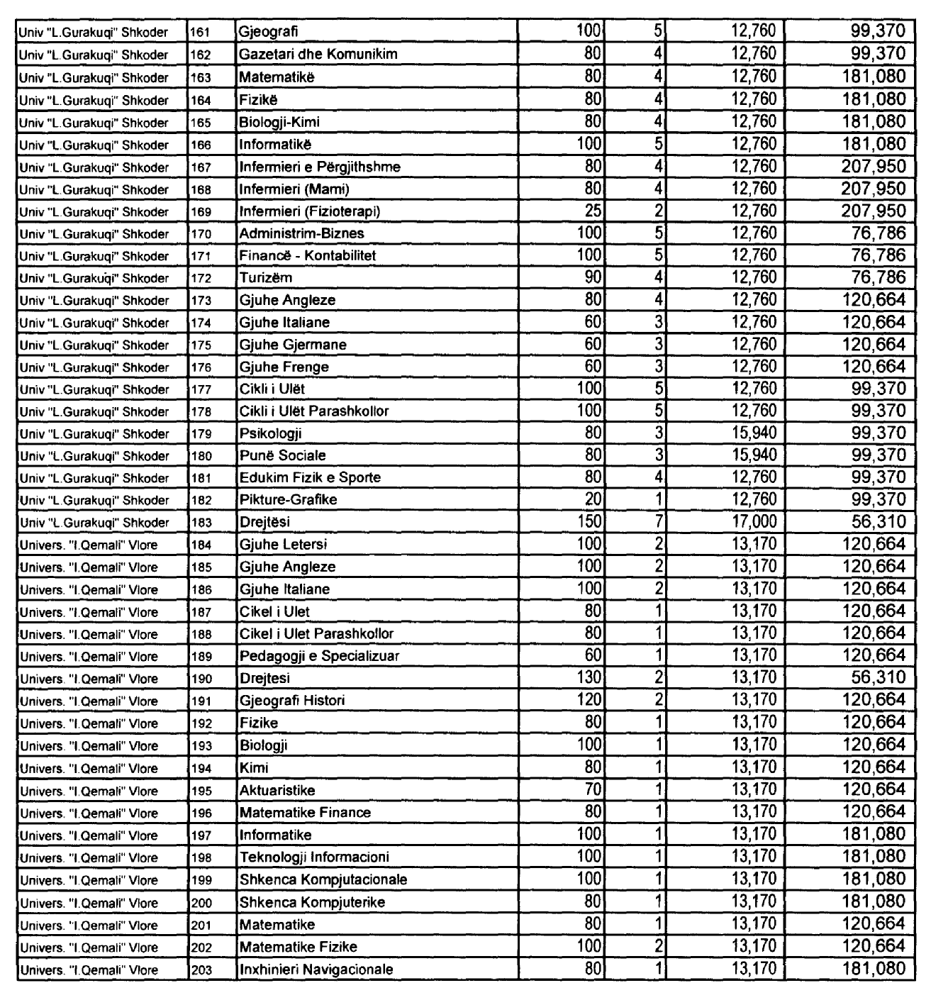 Univ "L.Gurakuqi" Shkoder 161 Gjeografi 100 5 12,760 99,370
Univ "L.Gurakuqi" Shkoder 162 Gazetari dhe Komunikim 80 4 12,760 99,370
Univ "L.Gurakuqi" Shkoder 163 Matematikë 80 4 12,760 181,080
Univ "L.Gurakuqi" Shkoder 164 Fizikë 80 4 12,760 181,080
Univ "L.Gurakuqi" Shkoder 165 Biologji-Kimi 80 4 12,760 181,080
Univ "L.Gurakuqi" Shkoder 166 Informatikë 100 5 12,760 181,080
Univ "L.Gurakuqi" Shkoder 167 Infermieri e Përgjithshme 80 4 12,760 207,950
Univ "L.Gurakuqi" Shkoder 168 Infermieri (Mami) 80 4 12,760 207,950
Univ "L.Gurakuqi" Shkoder 169 Infermieri (Fizioterapi) 25 2 12,760 207,950
Univ "L.Gurakuqi" Shkoder 170 Administrim-Biznes 100 5 12,760 76,786
Univ "L.Gurakuqi" Shkoder 171 Financë - Kontabilitet 100 5 12,760 76,786
Univ "L.Gurakuqi" Shkoder 172 Turizëm 90 4 12,760 76,786
Univ "L.Gurakuqi" Shkoder 173 Gjuhe Angleze 80 4 12,760 120,664
Univ "L.Gurakuqi" Shkoder 174 Gjuhe Italiane 60 3 12,760 120,664
Univ "L.Gurakuqi" Shkoder 175 Gjuhe Gjermane 60 3 12,760 120,664
Univ "L.Gurakuqi" Shkoder 176 Gjuhe Frenge 60 3 12,760 120,664
Univ "L.Gurakuqi" Shkoder 177 Cikli i Ulët 100 5 12,760 99,370
Univ "L.Gurakuqi" Shkoder 178 Cikli i Ulët Parashkollor 100 5 12,760 99,370
Univ "L.Gurakuqi" Shkoder 179 Psikologji 80 3 15,940 99,370
Univ "L.Gurakuqi" Shkoder 180 Punë Sociale 80 3 15,940 99,370
Univ "L.Gurakuqi" Shkoder 181 Edukim Fizik e Sporte 80 4 12,760 99,370
Univ "L.Gurakuqi" Shkoder 182 Pikture-Grafike 20 1 12,760 99,370
Univ "L.Gurakuqi" Shkoder 183 Drejtësi 150 7 17,000 56,310
Univers. "I.Qemali" Vlore 184 Gjuhe Letersi 100 2 13,170 120,664
Univers. "I.Qemali" Vlore 185 Gjuhe Angleze 100 2 13,170 120,664
Univers. "I.Qemali" Vlore 186 Gjuhe Italiane 100 2 13,170 120,664
Univers. "I.Qemali" Vlore 187 Cikel i Ulet 80 1 13,170 120,664
Univers. "I.Qemali" Vlore 188 Cikel i Ulet Parashkollor 80 1 13,170 120,664
Univers. "I.Qemali" Vlore 189 Pedagogji e Specializuar 60 1 13,170 120,664
Univers. "I.Qemali" Vlore 190 Drejtesi 130 2 13,170 56,310
Univers. "I.Qemali" Vlore 191 Gjeografi Histori 120 2 13,170 120,664
Univers. "I.Qemali" Vlore 192 Fizike 80 1 13,170 120,664
Univers. "I.Qemali" Vlore 193 Biologji 100 1 13,170 120,664
Univers. "I.Qemali" Vlore 194 Kimi 80 1 13,170 120,664
Univers. "I.Qemali" Vlore 195 Aktuaristike 70 1 13,170 120,664
Univers. "I.Qemali" Vlore 196 Matematike Finance 80 1 13,170 120,664
Univers. "I.Qemali" Vlore 197 Informatike 100 1 13,170 181,080
Univers. "I.Qemali" Vlore 198 Teknologji Informacioni 100 1 13,170 181,080
Univers. "I.Qemali" Vlore 199 Shkenca Kompjutacionale 100 1 13,170 181,080
Univers. "I.Qemali" Vlore 200 Shkenca Kompjuterike 80 1 13,170 181,080
Univers. "I.Qemali" Vlore 201 Matematike 80 1 13,170 120,664
Univers. "I.Qemali" Vlore 202 Matematike Fizike 100 2 13,170 120,664
Univers. "I.Qemali" Vlore 203 Inxhinieri Navigacionale 80 1 13,170 181,080